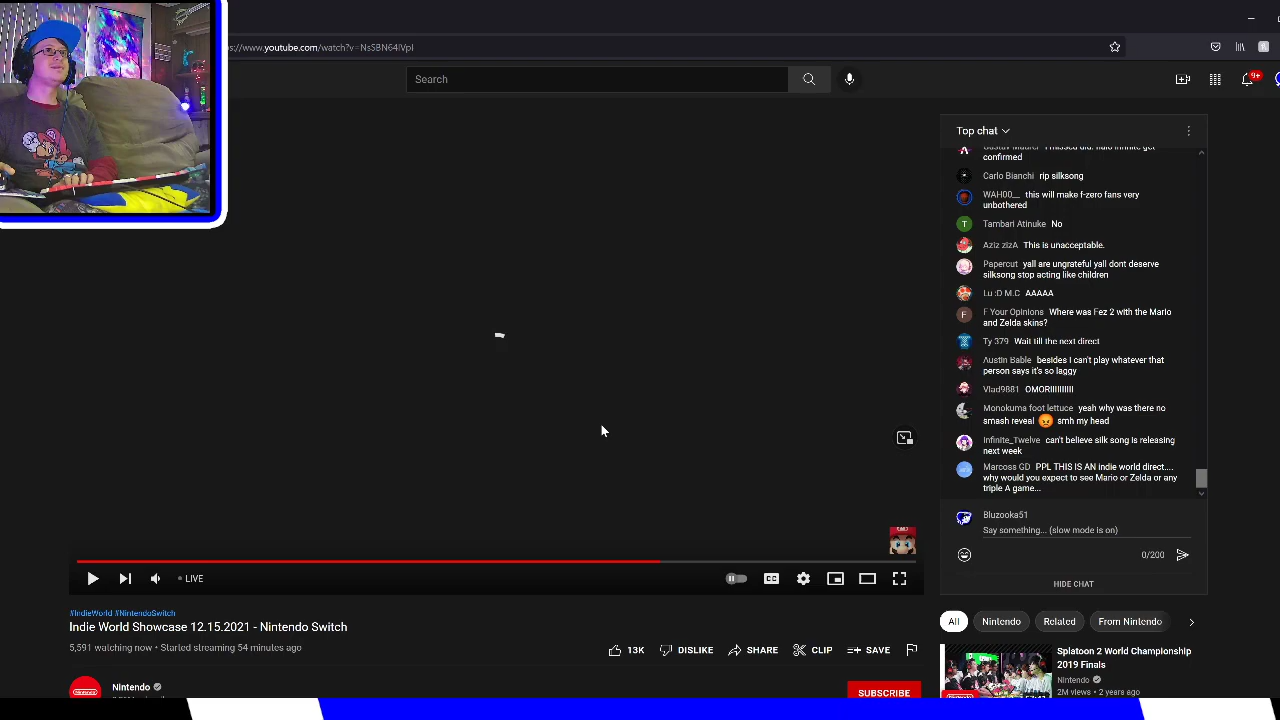 s://www.youtube.com/watch?v=NsSBN64lVpI
Search
9+
Top chat
confirmed
Carlo Bianchi rip silksong
WAH00__ this will make f-zero fans very
unbothered
T Tambari Atinuke No
Aziz zizA This is unacceptable.
Papercut yall are ungrateful yall dont deserve
silksong stop acting like children
Lu :D M.C AAAAA
F F Your Opinions Where was Fez 2 with the Mario
and Zelda skins?
Ty 379 Wait till the next direct
Austin Bable besides I can't play whatever that
person says it's so laggy
Vlad9881 OMORIIIIIIIIII
Monokuma foot lettuce yeah why was there no
smash reveal smh my head
Infinite_Twelve can't believe silk song is releasing
next week
Marcoss GD PPL THIS IS AN indie world direct....
why would you expect to see Mario or Zelda or any
triple A game...
Bluzooka51
Say something... (slow mode is on)
0/200
HIDE CHAT
LIVE
CC
#IndieWorld #NintendoSwitch
Indie World Showcase 12.15.2021 - Nintendo Switch
5,591 watching now • Started streaming 54 minutes ago
13K DISLIKE SHARE CLIP SAVE
Nintendo
Nintendo
SUBSCRIBE
All Nintendo Related From Nintendo
Splatoon 2 World Championship
2019 Finals
Nintendo
2M views • 2 years ago